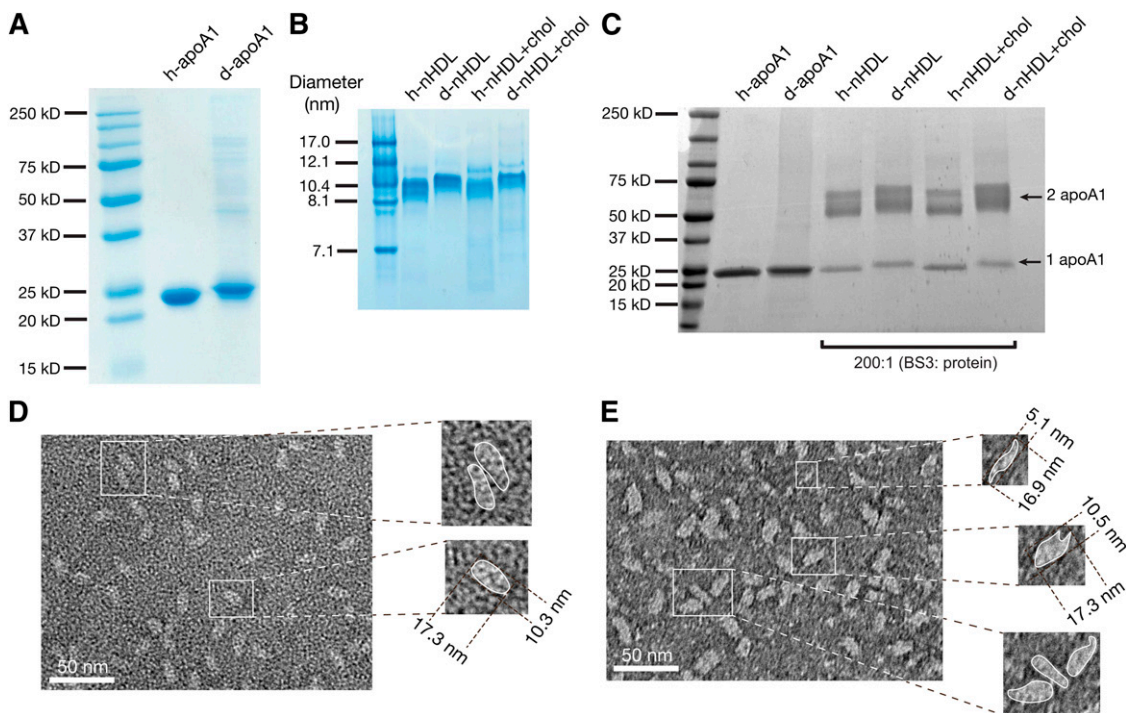 A
h-apoA1
d-apoA1
250 kD
75 kD
50 kD
37 kD
25 kD
20 kD
15 kD
B
Diameter
(nm)
h-nHDL
d-nHDL
h-nHDL+chol
d-nHDL+chol
17.0
12.1
10.4
8.1
7.1
C
h-apoA1
d-apoA1
h-nHDL
d-nHDL
h-nHDL+chol
d-nHDL+chol
250 kD
75 kD
50 kD
37 kD
25 kD
20 kD
15 kD
2 apoA1
1 apoA1
200:1 (BS3: protein)
D
50 nm
17.3 nm
10.3 nm
E
50 nm
5.1 nm
16.9 nm
10.5 nm
17.3 nm